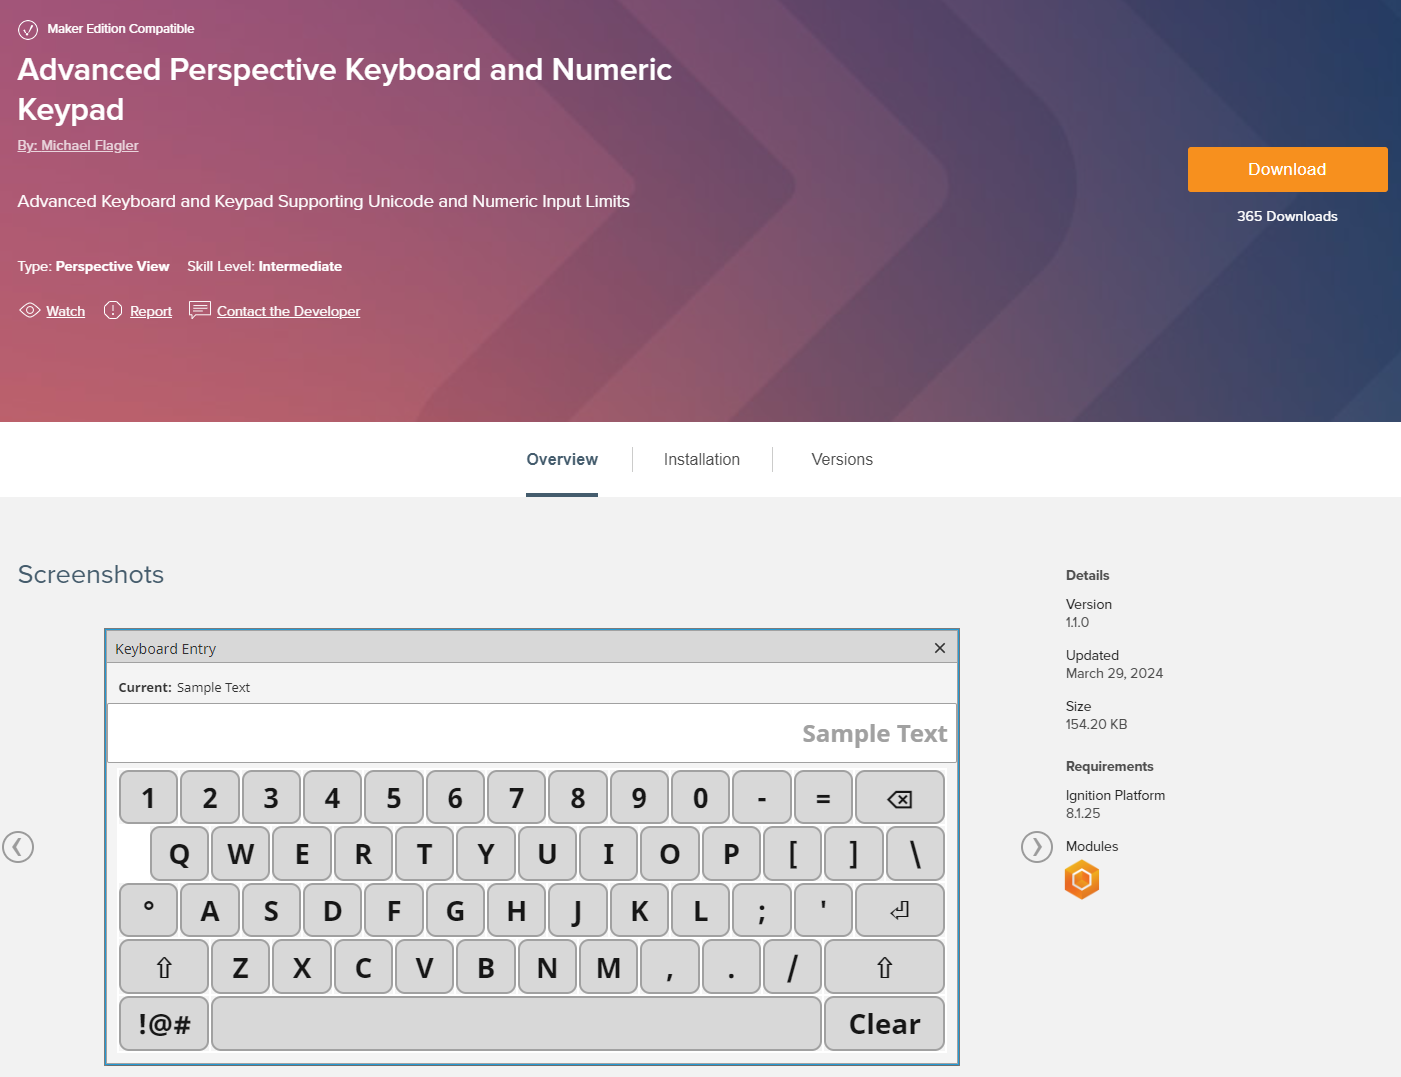 Maker Edition Compatible
Advanced Perspective Keyboard and Numeric
Keypad
By: Michael Flagler
Advanced Keyboard and Keypad Supporting Unicode and Numeric Input Limits
Type: Perspective View Skill Level: Intermediate
Watch Report Contact the Developer
Download
365 Downloads
Overview Installation Versions
Screenshots
Keyboard Entry ×
Current: Sample Text
Sample Text
1 2 3 4 5 6 7 8 9 0 - = ⌫
Q W E R T Y U I O P [ ] \
° A S D F G H J K L ; ' ⏎
⇧ Z X C V B N M , . / ⇧
!@# Clear
Details
Version
1.1.0
Updated
March 29, 2024
Size
154.20 KB
Requirements
Ignition Platform
8.1.25
Modules